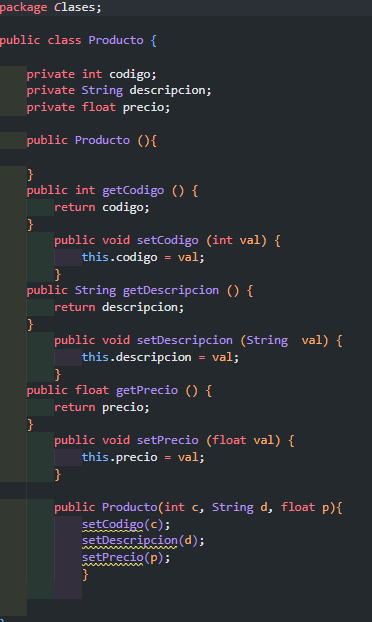 package Clases;
public class Producto {
private int codigo;
private String descripcion;
private float precio;
public Producto (){
}
public int getCodigo () {
return codigo;
}
public void setCodigo (int val) {
this.codigo = val;
}
public String getDescripcion () {
return descripcion;
}
public void setDescripcion (String  val) {
this.descripcion = val;
}
public float getPrecio () {
return precio;
}
public void setPrecio (float val) {
this.precio = val;
}
public Producto(int c, String d, float p){
setCodigo(c);
setDescripcion(d);
setPrecio(p);
}